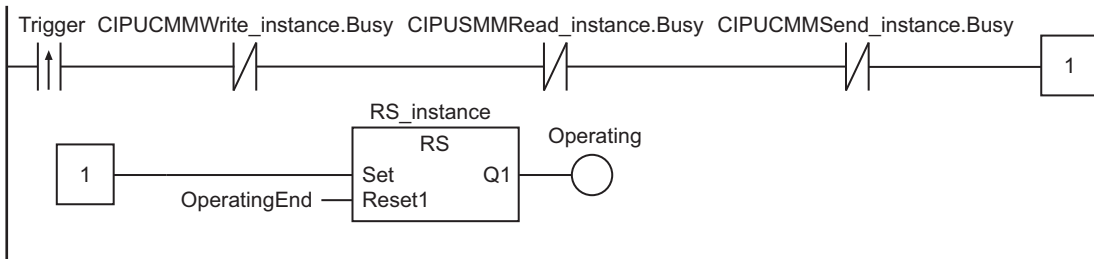 Trigger CIPUCMMWrite_instance.Busy CIPUSMMRead_instance.Busy CIPUCMMSend_instance.Busy
1
RS_instance
RS
Operating
1
Set Q1
OperatingEnd Reset1